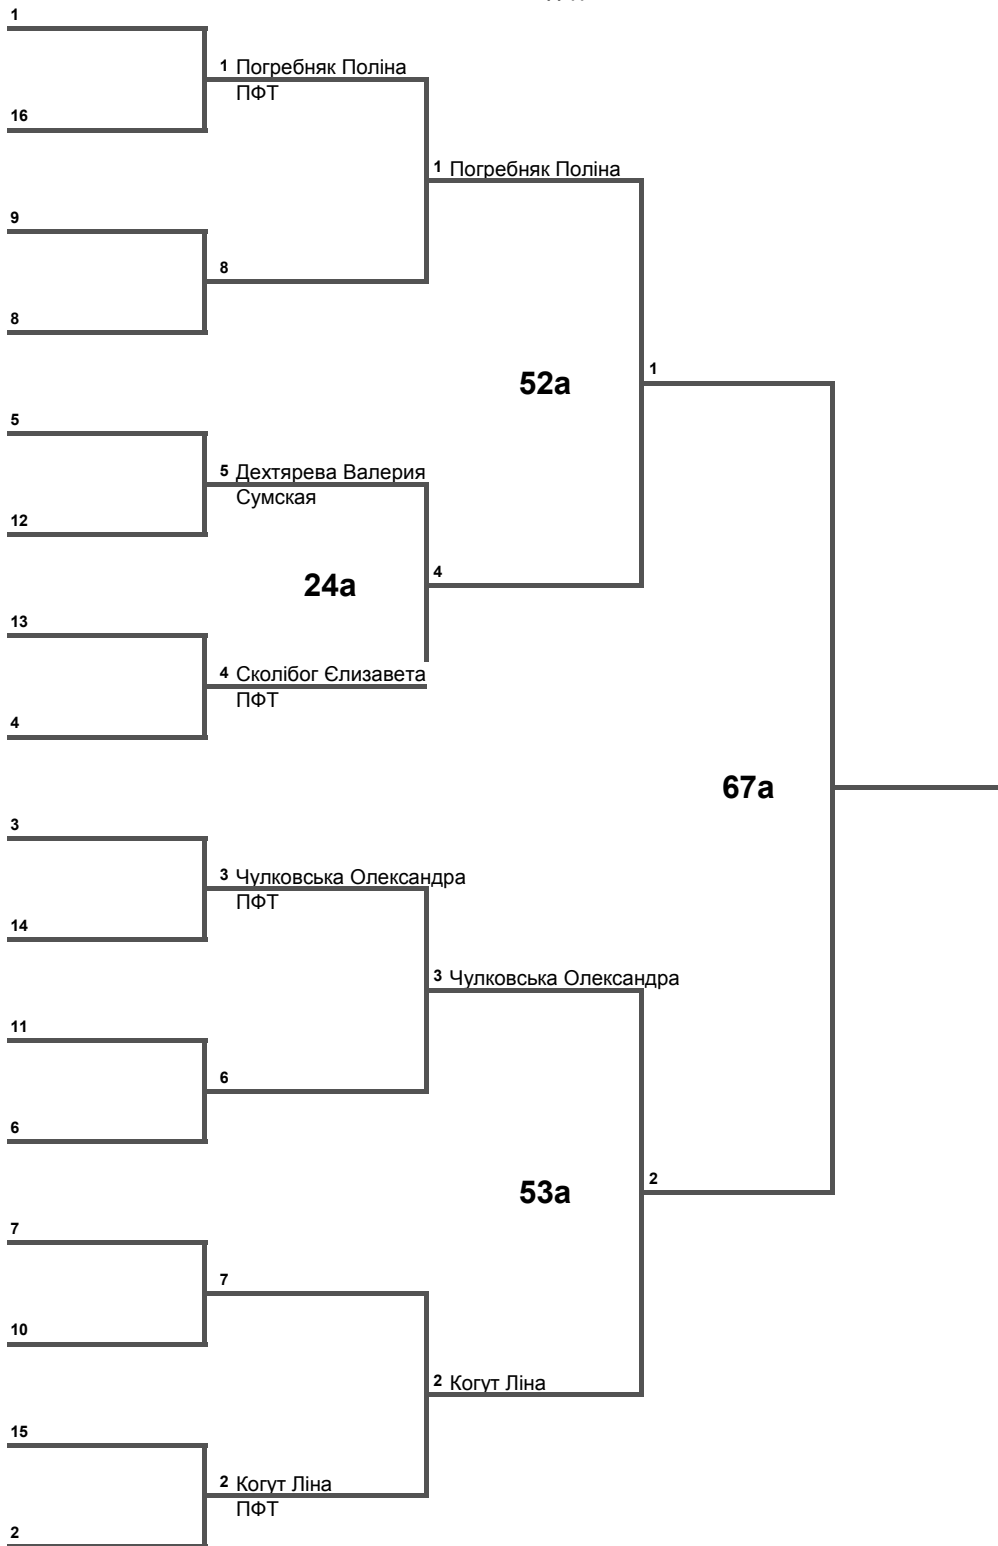 1
1 Погребняк Поліна
ПФТ
16
1 Погребняк Поліна
9
8
8
52а
1
5
5 Дехтярева Валерия
Сумская
12
24а
4
13
4 Сколібог Єлизавета
ПФТ
4
67а
3
3 Чулковська Олександра
ПФТ
14
3 Чулковська Олександра
11
6
6
53а
2
7
7
10
2 Когут Ліна
15
2 Когут Ліна
ПФТ
2